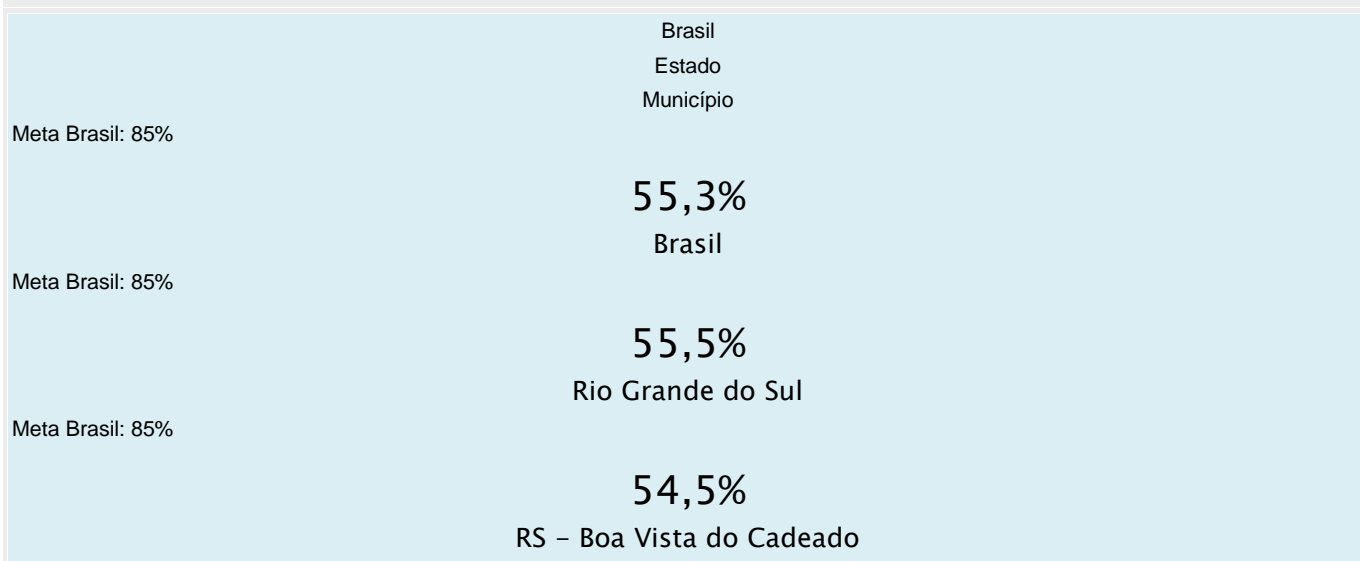 Brasil
Estado
Município
Meta Brasil: 85%
55,3%
Brasil
Meta Brasil: 85%
55,5%
Rio Grande do Sul
Meta Brasil: 85%
54,5%
RS – Boa Vista do Cadeado